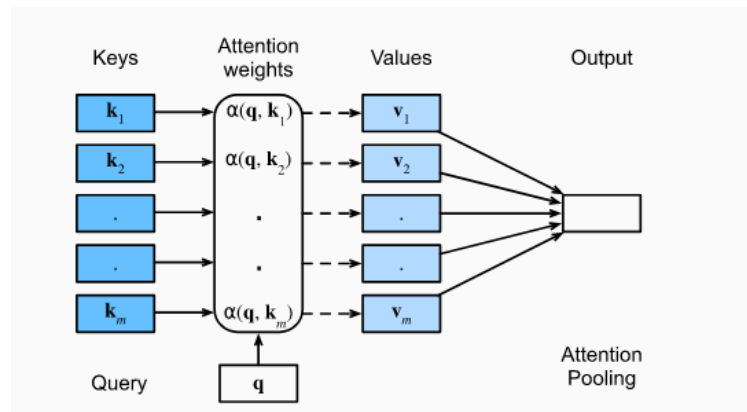 Keys
Attention
weights
Values
Output
k1
α(q, k1)
v1
k2
α(q, k2)
v2
.
.
.
.
.
.
km
α(q, km)
vm
Attention
Pooling
Query
q